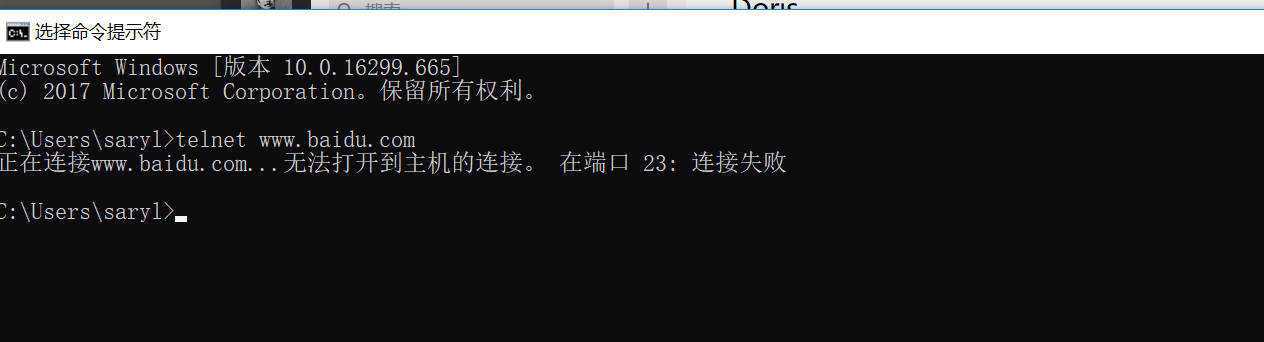 搜索
Doris
选择命令提示符
Microsoft Windows [版本 10.0.16299.665]
(c) 2017 Microsoft Corporation。保留所有权利。
C:\Users\saryl>telnet www.baidu.com
正在连接www.baidu.com...无法打开到主机的连接。 在端口 23: 连接失败
C:\Users\saryl>